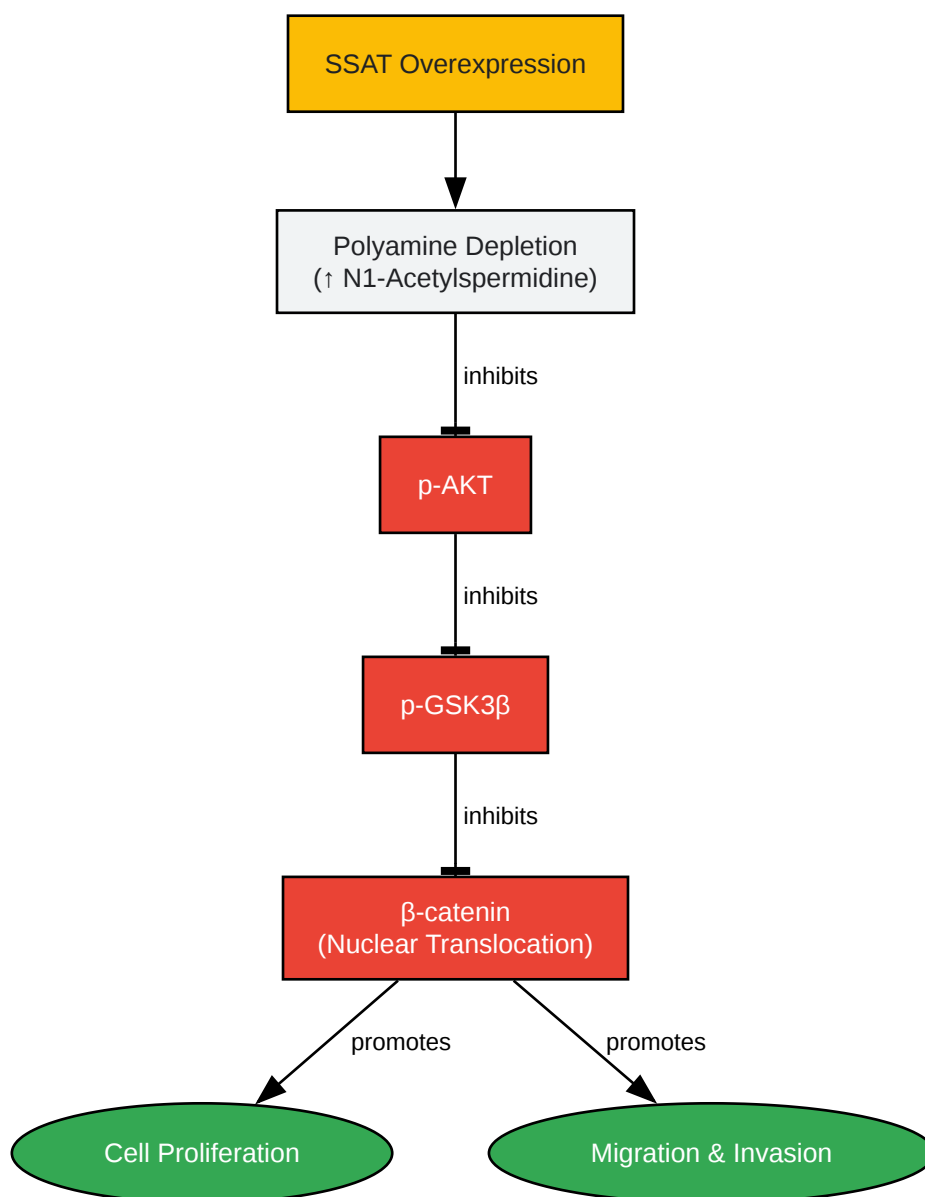 SSAT Overexpression
Polyamine Depletion
(↑ N1-Acetylspermidine)
inhibits
p-AKT
inhibits
p-GSK3β
inhibits
β-catenin
(Nuclear Translocation)
promotes
promotes
Cell Proliferation
Migration & Invasion